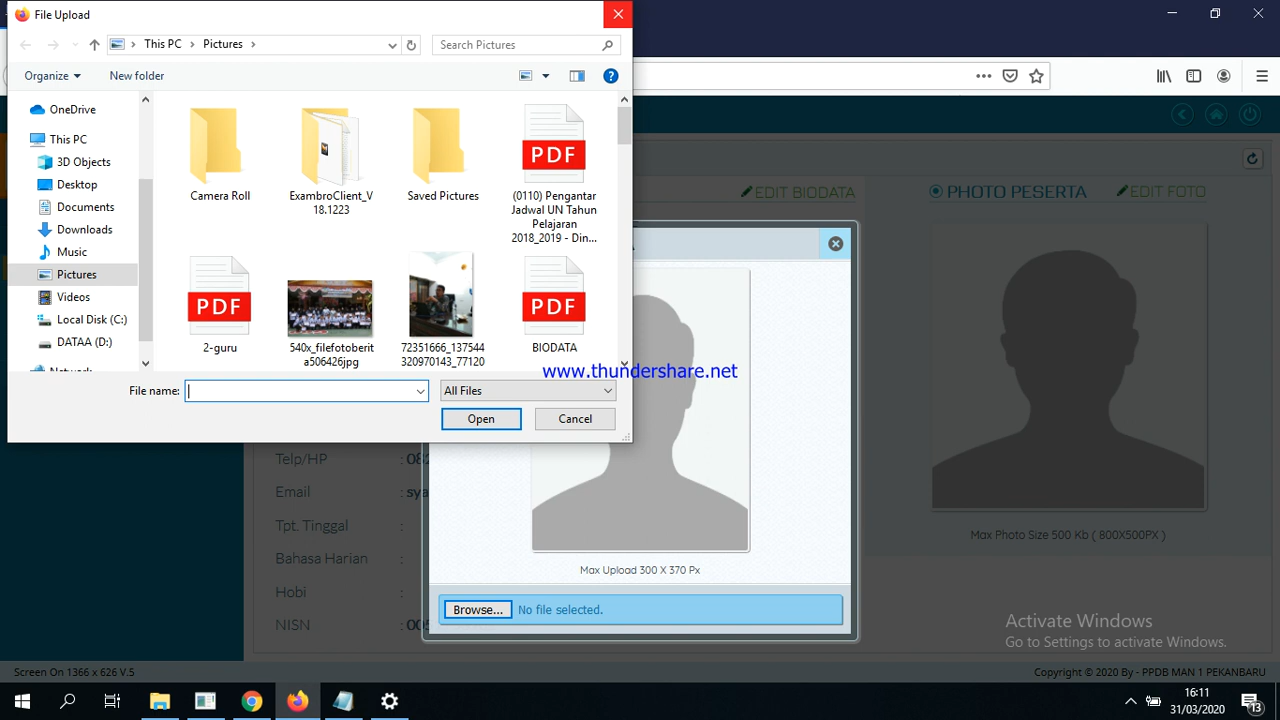 File Upload
This PC
Pictures
Search Pictures
Organize
New folder
OneDrive
This PC
3D Objects
Desktop
Documents
Downloads
Music
Pictures
Videos
Local Disk (C:)
DATAA (D:)
Camera Roll
ExambroClient_V
18.1223
Saved Pictures
PDF
(0110) Pengantar
Jadwal UN Tahun
Pelajaran
2018_2019 - Din...
PDF
2-guru
540x_filefotoberit
a506426jpg
72351666_137544
320970143_77120
PDF
BIODATA
File name:
All Files
Open
Cancel
www.thundershare.net
EDIT BIODATA
PHOTO PESERTA
EDIT FOTO
Max Photo Size 500 Kb ( 800X500PX )
Telp/HP : 082
Email : sya
Tpt. Tinggal :
Bahasa Harian :
Hobi :
NISN : 005
Max Upload 300 X 370 Px
Browse... No file selected.
Activate Windows
Go to Settings to activate Windows.
Screen On 1366 x 626 V.5
Copyright © 2020 By - PPDB MAN 1 PEKANBARU
16:11
31/03/2020
13